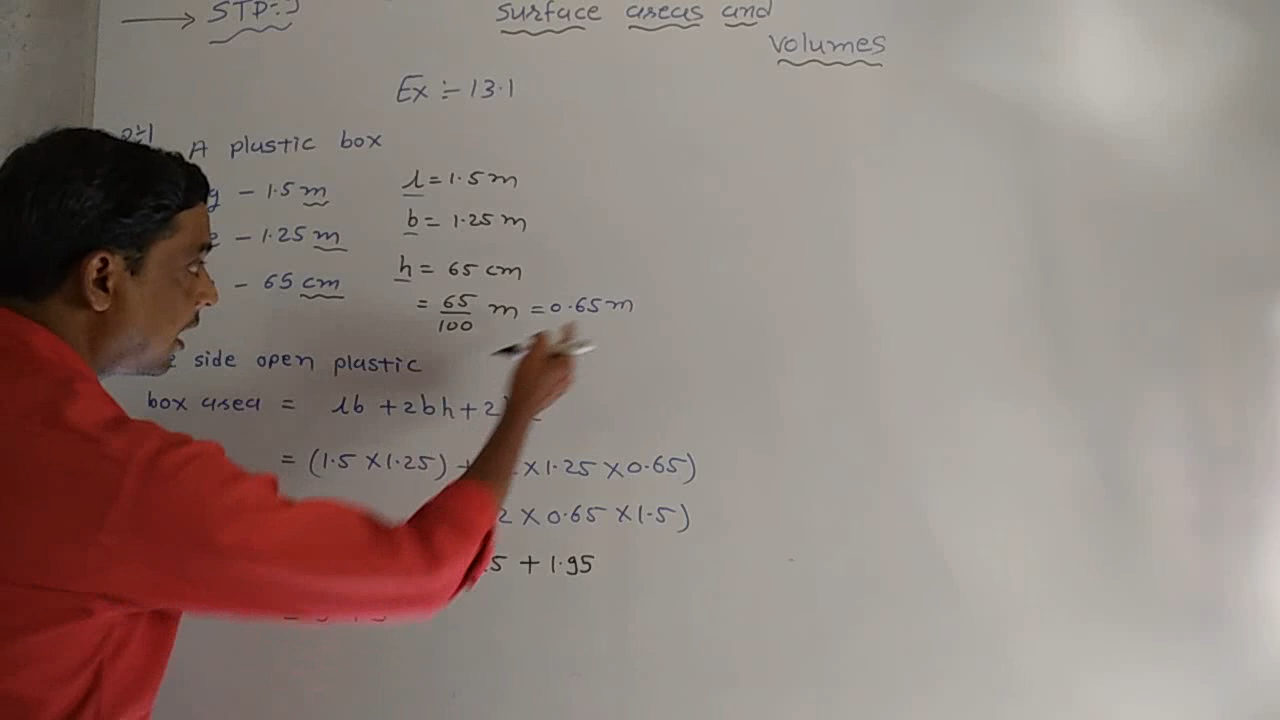 → STP:-
surface areas and
volumes
Ex :- 13.1
A plastic box
- 1.5 m l = 1.5 m
- 1.25 m b = 1.25 m
- 65 cm h = 65 cm
= 65/100 m = 0.65 m
side open plastic
box area = lb + 2bh + 2
= (1.5 × 1.25) + × 1.25 × 0.65)
2 × 0.65 × 1.5)
5 + 1.95
=